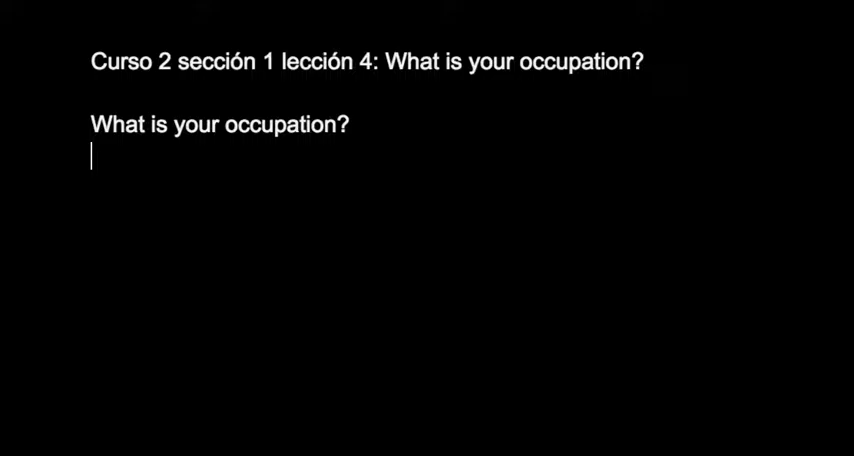 Curso 2 sección 1 lección 4: What is your occupation?
What is your occupation?